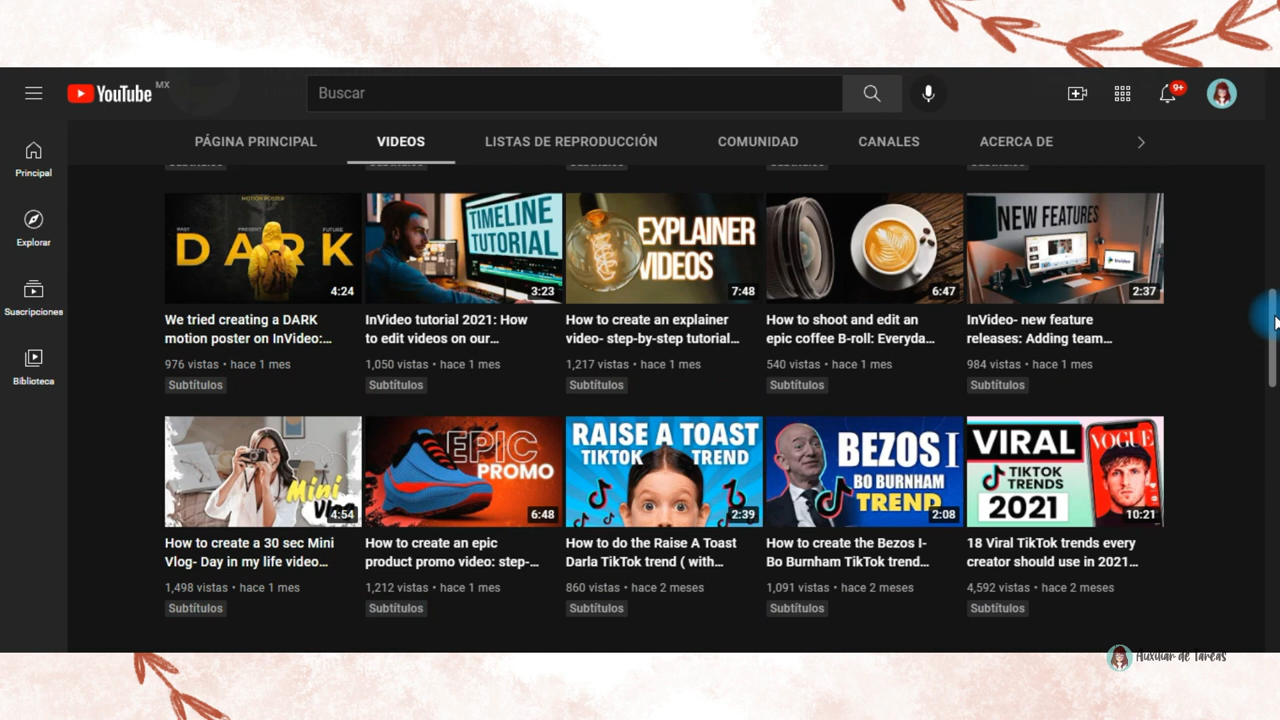 YouTube MX
Buscar
9+
PÁGINA PRINCIPAL VIDEOS LISTAS DE REPRODUCCIÓN COMUNIDAD CANALES ACERCA DE
Principal
Explorar
Suscripciones
Biblioteca
MOTION POSTER
PAST PRESENT FUTURE
DARK
4:24
TIMELINE
TUTORIAL
3:23
EXPLAINER
VIDEOS
7:48
6:47
NEW FEATURES
InVideo
2:37
We tried creating a DARK
motion poster on InVideo:...
976 vistas • hace 1 mes
Subtítulos
InVideo tutorial 2021: How
to edit videos on our...
1,050 vistas • hace 1 mes
Subtítulos
How to create an explainer
video- step-by-step tutorial...
1,217 vistas • hace 1 mes
Subtítulos
How to shoot and edit an
epic coffee B-roll: Everyda...
540 vistas • hace 1 mes
Subtítulos
InVideo- new feature
releases: Adding team...
984 vistas • hace 1 mes
Subtítulos
Mini
4:54
EPIC
PROMO
6:48
RAISE A TOAST
TIKTOK TREND
2:39
BEZOS I
BO BURNHAM
TREND
2:08
VIRAL
TIKTOK
TRENDS
2021
VOGUE
10:21
How to create a 30 sec Mini
Vlog- Day in my life video...
1,498 vistas • hace 1 mes
Subtítulos
How to create an epic
product promo video: step-...
1,212 vistas • hace 1 mes
Subtítulos
How to do the Raise A Toast
Darla TikTok trend ( with...
860 vistas • hace 2 meses
Subtítulos
How to create the Bezos I-
Bo Burnham TikTok trend...
1,091 vistas • hace 2 meses
Subtítulos
18 Viral TikTok trends every
creator should use in 2021...
4,592 vistas • hace 2 meses
Subtítulos
Auxiliar de Tareas